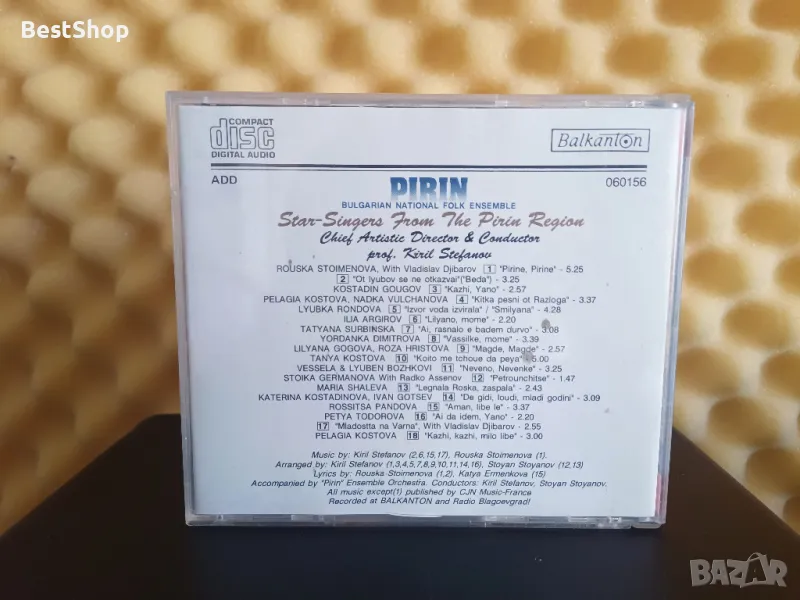 BestShop
COMPACT
disc
DIGITAL AUDIO
Balkanton
ADD
060156
PIRIN
BULGARIAN NATIONAL FOLK ENSEMBLE
Star-Singers From The Pirin Region
Chief Artistic Director & Conductor
prof. Kiril Stefanov
ROUSKA STOIMENOVA, With Vladislav Djibarov 1 "Pirine, Pirine" - 5.25
2 "Ot lyubov se ne otkazvai"("Beda") - 3.25
KOSTADIN GOUGOV 3 "Kazhi, Yano" - 2.57
PELAGIA KOSTOVA, NADKA VULCHANOVA 4 "Kitka pesni ot Razloga" - 3.37
LYUBKA RONDOVA 5 "Izvor voda izvirala" / "Smilyana" - 4.28
ILIA ARGIROV 6 "Lilyano, mome" - 2.20
TATYANA SURBINSKA 7 "Ai, rasnalo e badem durvo" - 3.08
YORDANKA DIMITROVA 8 "Vassilke, mome" - 3.39
LILYANA GOGOVA, ROZA HRISTOVA 9 "Magde, Magde" - 2.57
TANYA KOSTOVA 10 "Koito me tchoue da peya" - 5.00
VESSELA & LYUBEN BOZHKOVI 11 "Neveno, Nevenke" - 3.25
STOIKA GERMANOVA With Radko Assenov 12 "Petrounchitse" - 1.47
MARIA SHALEVA 13 "Legnala Roska, zaspala" - 2.43
KATERINA KOSTADINOVA, IVAN GOTSEV 14 "De gidi, loudi, mladi godini" - 3.09
ROSSITSA PANDOVA 15 "Aman, libe le" - 3.37
PETYA TODOROVA 16 "Ai da idem, Yano" - 2.20
17 "Mladostta na Varna", With Vladislav Djibarov - 2.55
PELAGIA KOSTOVA 18 "Kazhi, kazhi, milo libe" - 3.00
Music by: Kiril Stefanov (2,6,15,17), Rouska Stoimenova (1).
Arranged by: Kiril Stefanov (1,3,4,5,7,8,9,10,11,14,16), Stoyan Stoyanov (12,13)
Lyrics by: Rouska Stoimenova (1,2), Katya Ermenkova (15)
Accompanied by "Pirin" Ensemble Orchestra. Conductors: Kiril Stefanov, Stoyan Stoyanov.
All music except(1) published by CJN Music-France
Recorded at BALKANTON and Radio Blagoevgrad!
BAZAR